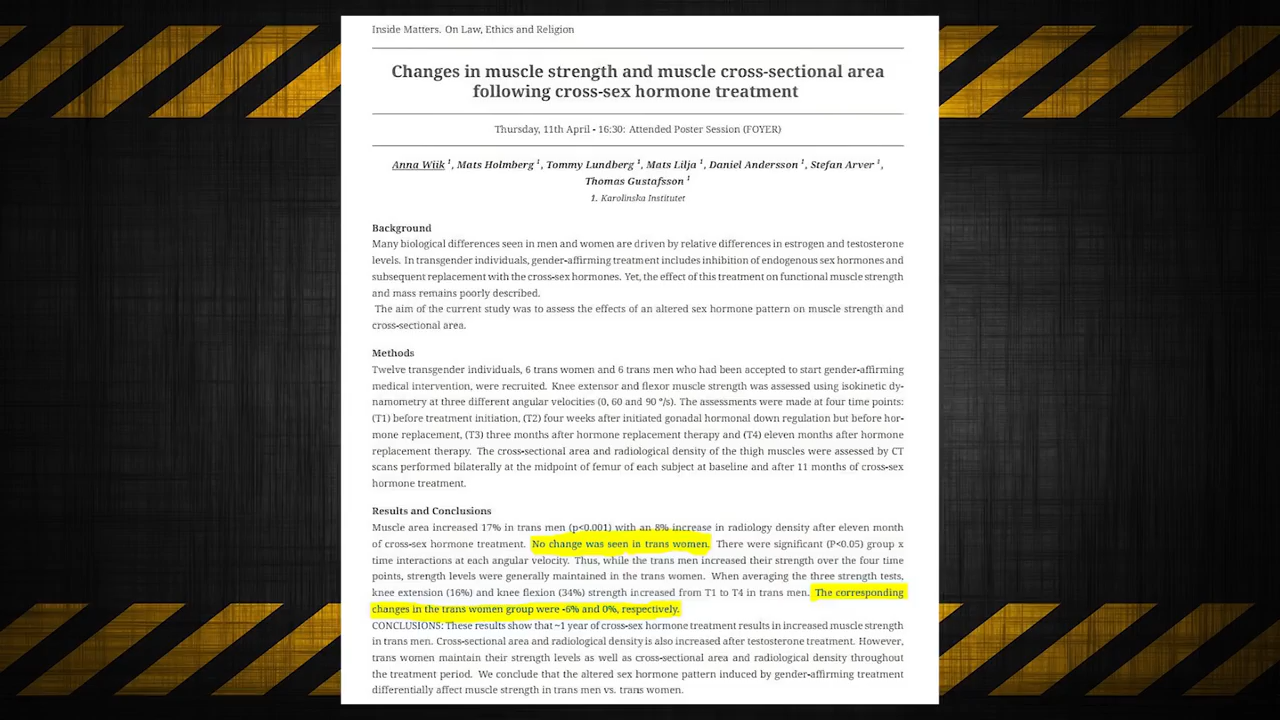 Inside Matters. On Law, Ethics and Religion
Changes in muscle strength and muscle cross-sectional area
following cross-sex hormone treatment
Thursday, 11th April - 16:30: Attended Poster Session (FOYER)
Anna Wiik ¹, Mats Holmberg ¹, Tommy Lundberg ¹, Mats Lilja ¹, Daniel Andersson ¹, Stefan Arver ¹,
Thomas Gustafsson ¹
1. Karolinska Institutet
Background
Many biological differences seen in men and women are driven by relative differences in estrogen and testosterone
levels. In transgender individuals, gender-affirming treatment includes inhibition of endogenous sex hormones and
subsequent replacement with the cross-sex hormones. Yet, the effect of this treatment on functional muscle strength
and mass remains poorly described.
The aim of the current study was to assess the effects of an altered sex hormone pattern on muscle strength and
cross-sectional area.
Methods
Twelve transgender individuals, 6 trans women and 6 trans men who had been accepted to start gender-affirming
medical intervention, were recruited. Knee extensor and flexor muscle strength was assessed using isokinetic dy-
namometry at three different angular velocities (0, 60 and 90 °/s). The assessments were made at four time points:
(T1) before treatment initiation, (T2) four weeks after initiated gonadal hormonal down regulation but before hor-
mone replacement, (T3) three months after hormone replacement therapy and (T4) eleven months after hormone
replacement therapy. The cross-sectional area and radiological density of the thigh muscles were assessed by CT
scans performed bilaterally at the midpoint of femur of each subject at baseline and after 11 months of cross-sex
hormone treatment.
Results and Conclusions
Muscle area increased 17% in trans men (p<0.001) with an 8% increase in radiology density after eleven month
of cross-sex hormone treatment. No change was seen in trans women. There were significant (P<0.05) group x
time interactions at each angular velocity. Thus, while the trans men increased their strength over the four time
points, strength levels were generally maintained in the trans women. When averaging the three strength tests,
knee extension (16%) and knee flexion (34%) strength increased from T1 to T4 in trans men. The corresponding
changes in the trans women group were -6% and 0%, respectively.
CONCLUSIONS: These results show that ~1 year of cross-sex hormone treatment results in increased muscle strength
in trans men. Cross-sectional area and radiological density is also increased after testosterone treatment. However,
trans women maintain their strength levels as well as cross-sectional area and radiological density throughout
the treatment period. We conclude that the altered sex hormone pattern induced by gender-affirming treatment
differentially affect muscle strength in trans men vs. trans women.